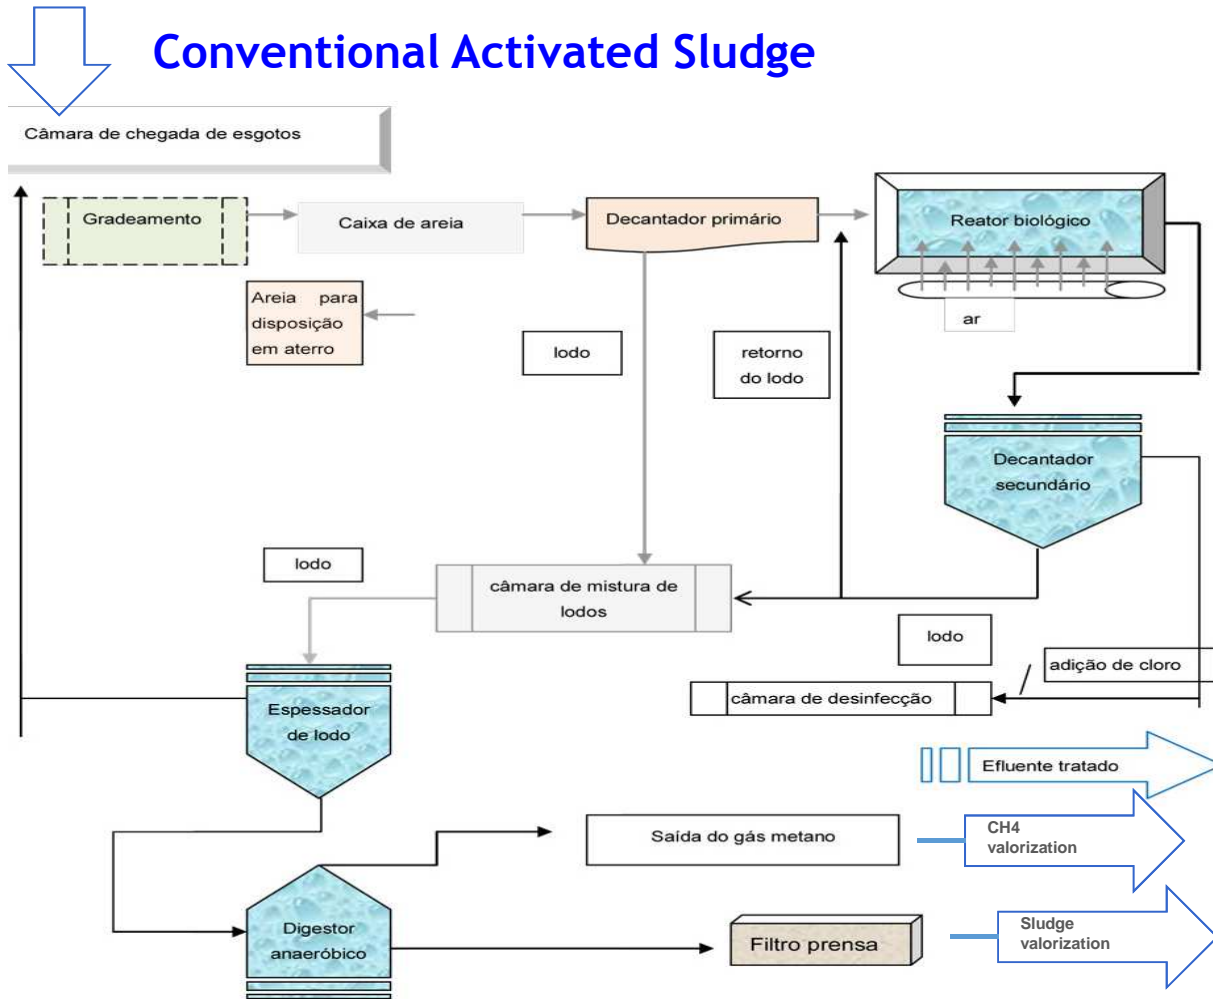 Conventional Activated Sludge
Câmara de chegada de esgotos
Gradeamento
Caixa de areia
Decantador primário
Reator biológico
Areia para
disposição
em aterro
ar
lodo
retorno
do lodo
Decantador
secundário
lodo
câmara de mistura de
lodos
lodo
adição de cloro
câmara de desinfecção
Espessador
de lodo
Efluente tratado
Saída do gás metano
CH4
valorization
Digestor
anaeróbico
Filtro prensa
Sludge
valorization